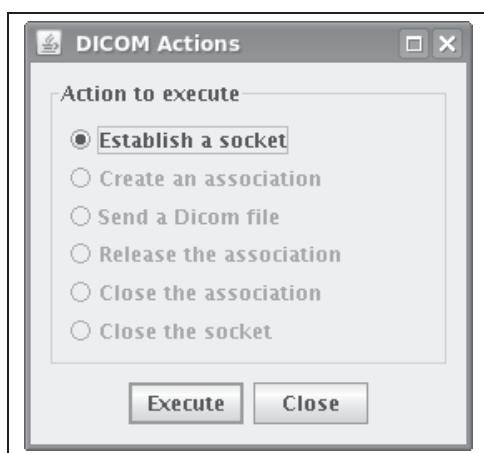 DICOM Actions
Action to execute
Establish a socket
Create an association
Send a Dicom file
Release the association
Close the association
Close the socket
Execute Close